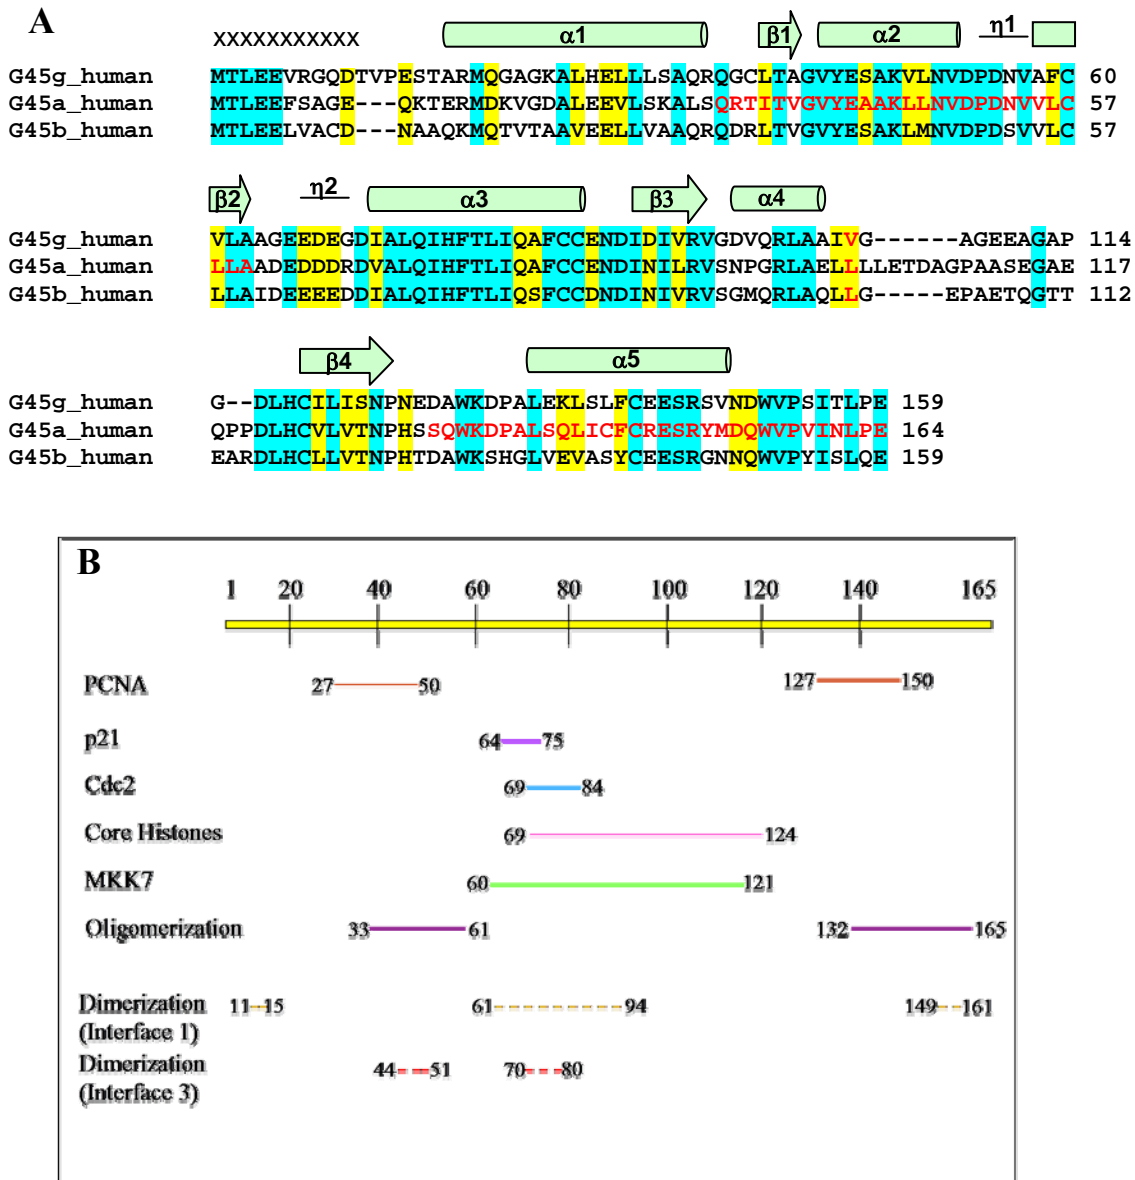 A
xxxxxxxxxxx α1 β1 α2 η1
G45g_human MTLEEVRGQDTVPESTARMQGAGKALHELLLSAQRQGCLTAGVYESAKVLNVDPDNVAFC 60
G45a_human MTLEEFSAGE---QKTERMDKVGDALEEVLSKALSQRTITVGVYEAAKLLNVDPDNVVLC 57
G45b_human MTLEELVACD---NAAQKMQTVTAAVEELLVAAQRQDRLTVGVYESAKLMNVDPDSVVLC 57
β2 η2 α3 β3 α4
G45g_human VLAAGEEDEGDIALQIHFTLIQAFCCENDIDIVRVGDVQRLAAIVG------AGEEAGAP 114
G45a_human LLAADEDDDRDVALQIHFTLIQAFCCENDINILRVSNPGRLAELLLLETDAGPAASEGAE 117
G45b_human LLAIDEEEEDDIALQIHFTLIQSFCCDNDINIVRVSGMQRLAQLLG-----EPAETQGTT 112
β4 α5
G45g_human G--DLHCILISNPNEDAWKDPALEKLSLFCEESRSVNDWVPSITLPE 159
G45a_human QPPDLHCVLVTNPHSSQWKDPALSQLICFCRESRYMDQWVPVINLPE 164
G45b_human EARDLHCLLVTNPHTDAWKSHGLVEVASYCEESRGNNQWVPYISLQE 159
B
1 20 40 60 80 100 120 140 165
PCNA 27 50 127 150
p21 64 75
Cdc2 69 84
Core Histones 69 124
MKK7 60 121
Oligomerization 33 61 132 165
Dimerization 11 15 61 94 149 161
(Interface 1)
Dimerization 44 51 70 80
(Interface 3)